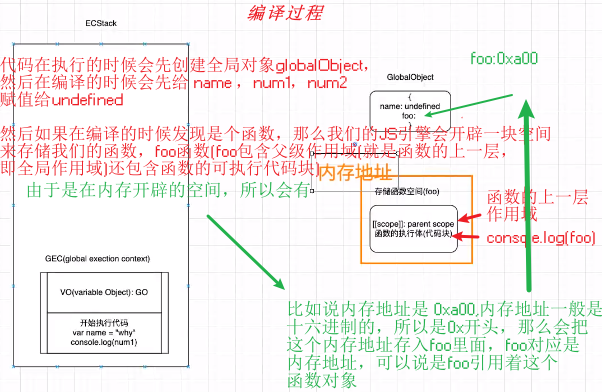 编译过程
ECStack
代码在执行的时候会先创建全局对象globalObject,
然后在编译的时候会先给 name ，num1，num2
赋值给undefined
foo:0xa00
GlobalObject
{
name: undefined
foo:
}
然后如果在编译的时候发现是个函数，那么我们的JS引擎会开辟一块空间
来存储我们的函数，foo函数(foo包含父级作用域(就是函数的上一层，
即全局作用域)还包含函数的可执行代码块)
内存地址
由于是在内存开辟的空间，所以会有
存储函数空间(foo)
[[scope]]: parent scope
函数的执行体(代码块)
函数的上一层
作用域
console.log(foo)
GEC(global exection context)
VO(variable Object): GO
开始执行代码
var name = "why"
console.log(num1)
比如说内存地址是 0xa00,内存地址一般是
十六进制的，所以是0x开头，那么会把
这个内存地址存入foo里面，foo对应是
内存地址，可以说是foo引用着这个
函数对象